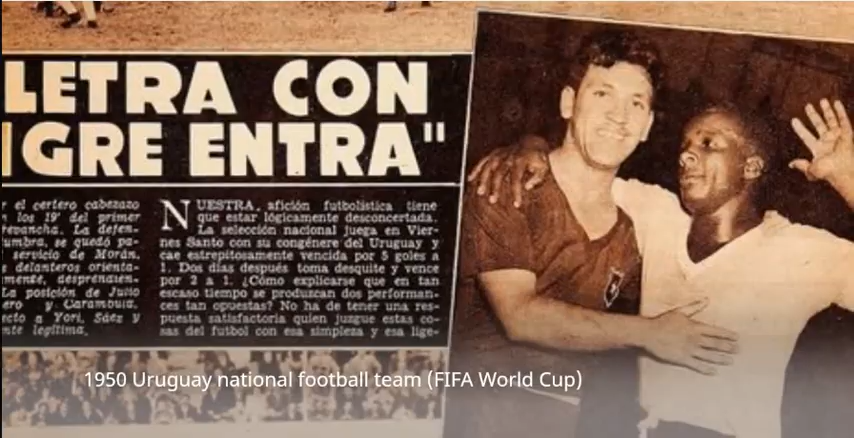 LETRA CON
IGRE ENTRA"
r el certero cabezazo
n los 19' del primer
revancha. La defen-
umbra, se quedó pa-
servicio de Morán.
s delanteros orienta-
mente, desprendien-
La posición de Julio
ero y Carambula,
ecto a Yori, Sáez y
nte legítima.
NUESTRA, afición futbolística tiene
que estar lógicamente desconcertada.
La selección nacional juega en Vier-
nes Santo con su congénere del Uruguay y
cae estrepitosamente vencida por 5 goles a
1. Dos días después toma desquite y vence
por 2 a 1. ¿Cómo explicarse que en tan
escaso tiempo se produzcan dos performan-
ces tan opuestas? No ha de tener una res-
puesta satisfactoria quien juzgue estas co-
sas del futbol con esa simpleza y esa lige-
1950 Uruguay national football team (FIFA World Cup)